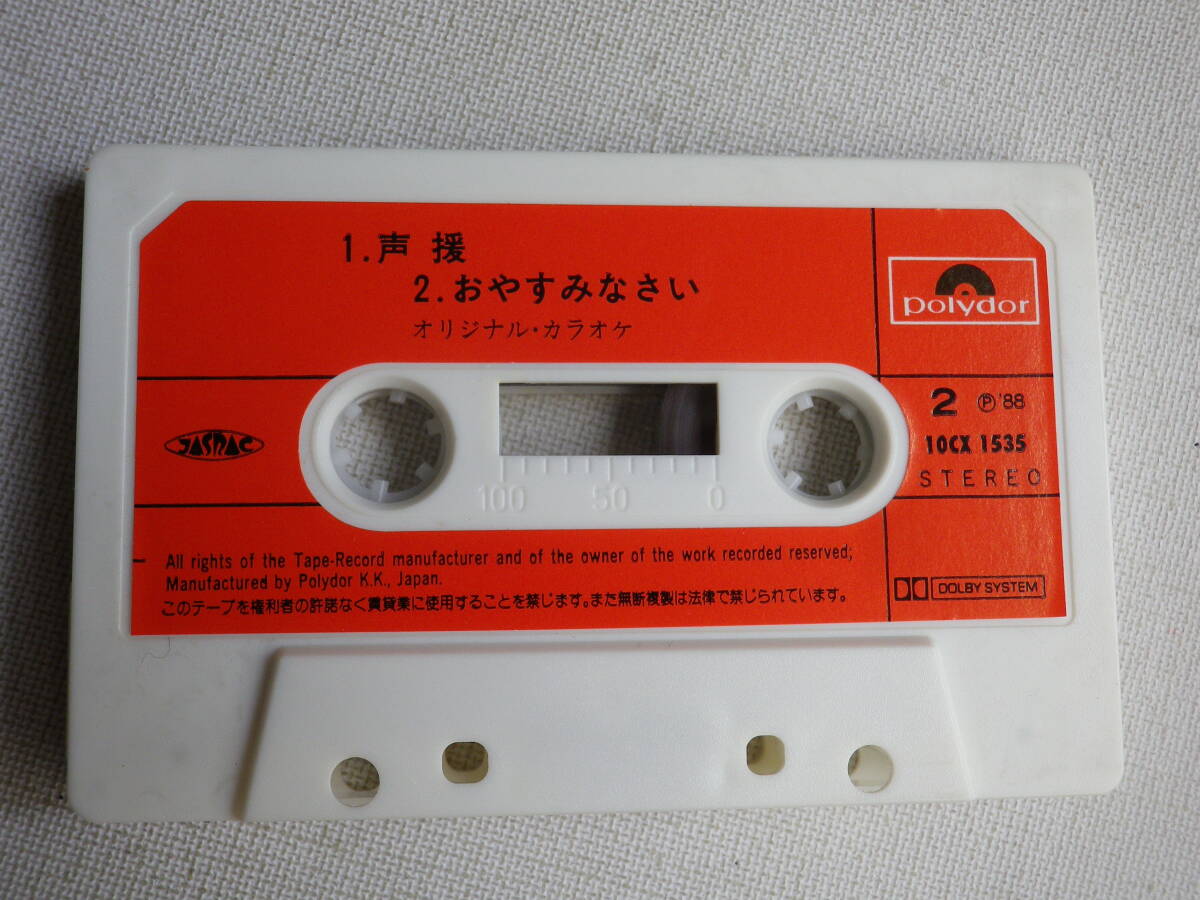 1.声 援
2.おやすみなさい
オリジナル・カラオケ
polydor
JASRAC
2 Ⓟ'88
10CX 1535
STEREO
100 50 0
All rights of the Tape-Record manufacturer and of the owner of the work recorded reserved;
Manufactured by Polydor K.K., Japan.
このテープを権利者の許諾なく賃貸業に使用することを禁じます。また無断複製は法律で禁じられています。
DOLBY SYSTEM